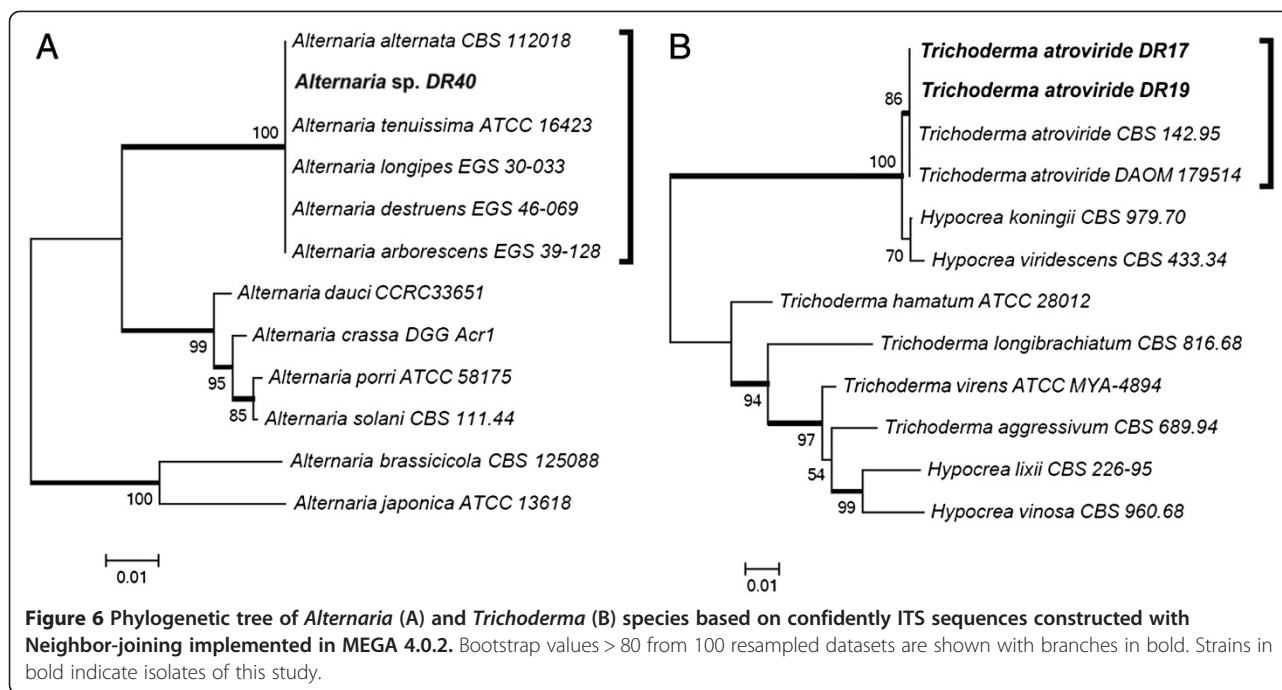 A
Alternaria alternata CBS 112018
Alternaria sp. DR40
Alternaria tenuissima ATCC 16423
100
Alternaria longipes EGS 30-033
Alternaria destruens EGS 46-069
Alternaria arborescens EGS 39-128
Alternaria dauci CCRC33651
Alternaria crassa DGG Acr1
99
95
Alternaria porri ATCC 58175
85
Alternaria solani CBS 111.44
Alternaria brassicicola CBS 125088
100
Alternaria japonica ATCC 13618
0.01
B
Trichoderma atroviride DR17
86
Trichoderma atroviride DR19
Trichoderma atroviride CBS 142.95
100
Trichoderma atroviride DAOM 179514
Hypocrea koningii CBS 979.70
70
Hypocrea viridescens CBS 433.34
Trichoderma hamatum ATCC 28012
Trichoderma longibrachiatum CBS 816.68
94
Trichoderma virens ATCC MYA-4894
97
Trichoderma aggressivum CBS 689.94
54
Hypocrea lixii CBS 226-95
99
Hypocrea vinosa CBS 960.68
0.01
Figure 6 Phylogenetic tree of Alternaria (A) and Trichoderma (B) species based on confidently ITS sequences constructed with
Neighbor-joining implemented in MEGA 4.0.2. Bootstrap values > 80 from 100 resampled datasets are shown with branches in bold. Strains in
bold indicate isolates of this study.